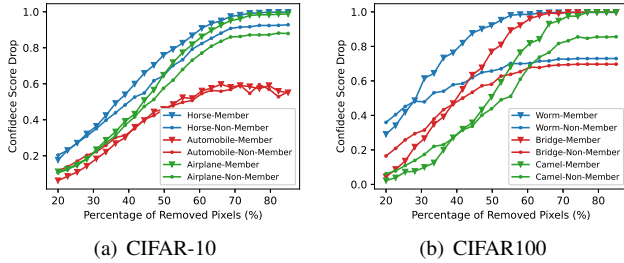 Confidece Score Drop
1.0
0.8
0.6
0.4
0.2
Horse-Member
Horse-Non-Member
Automobile-Member
Automobile-Non-Member
Airplane-Member
Airplane-Non-Member
20 30 40 50 60 70 80
Percentage of Removed Pixels (%)
(a) CIFAR-10
Confidece Score Drop
1.0
0.8
0.6
0.4
0.2
0.0
Worm-Member
Worm-Non-Member
Bridge-Member
Bridge-Non-Member
Camel-Member
Camel-Non-Member
20 30 40 50 60 70 80
Percentage of Removed Pixels (%)
(b) CIFAR100